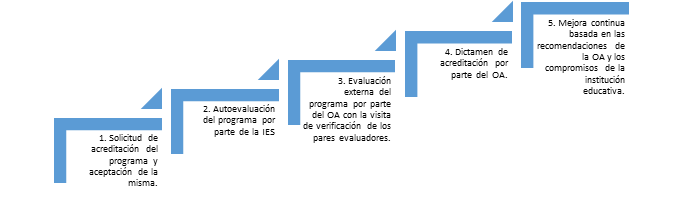 1. Solicitud de
acreditación del
programa y
aceptación de la
misma.
2. Autoevaluación
del programa por
parte de la IES
3. Evaluación
externa del
programa por parte
del OA con la visita
de verificación de los
pares evaluadores.
4. Dictamen de
acreditación por
parte del OA.
5. Mejora continua
basada en las
recomendaciones de
la OA y los
compromisos de la
institución
educativa.